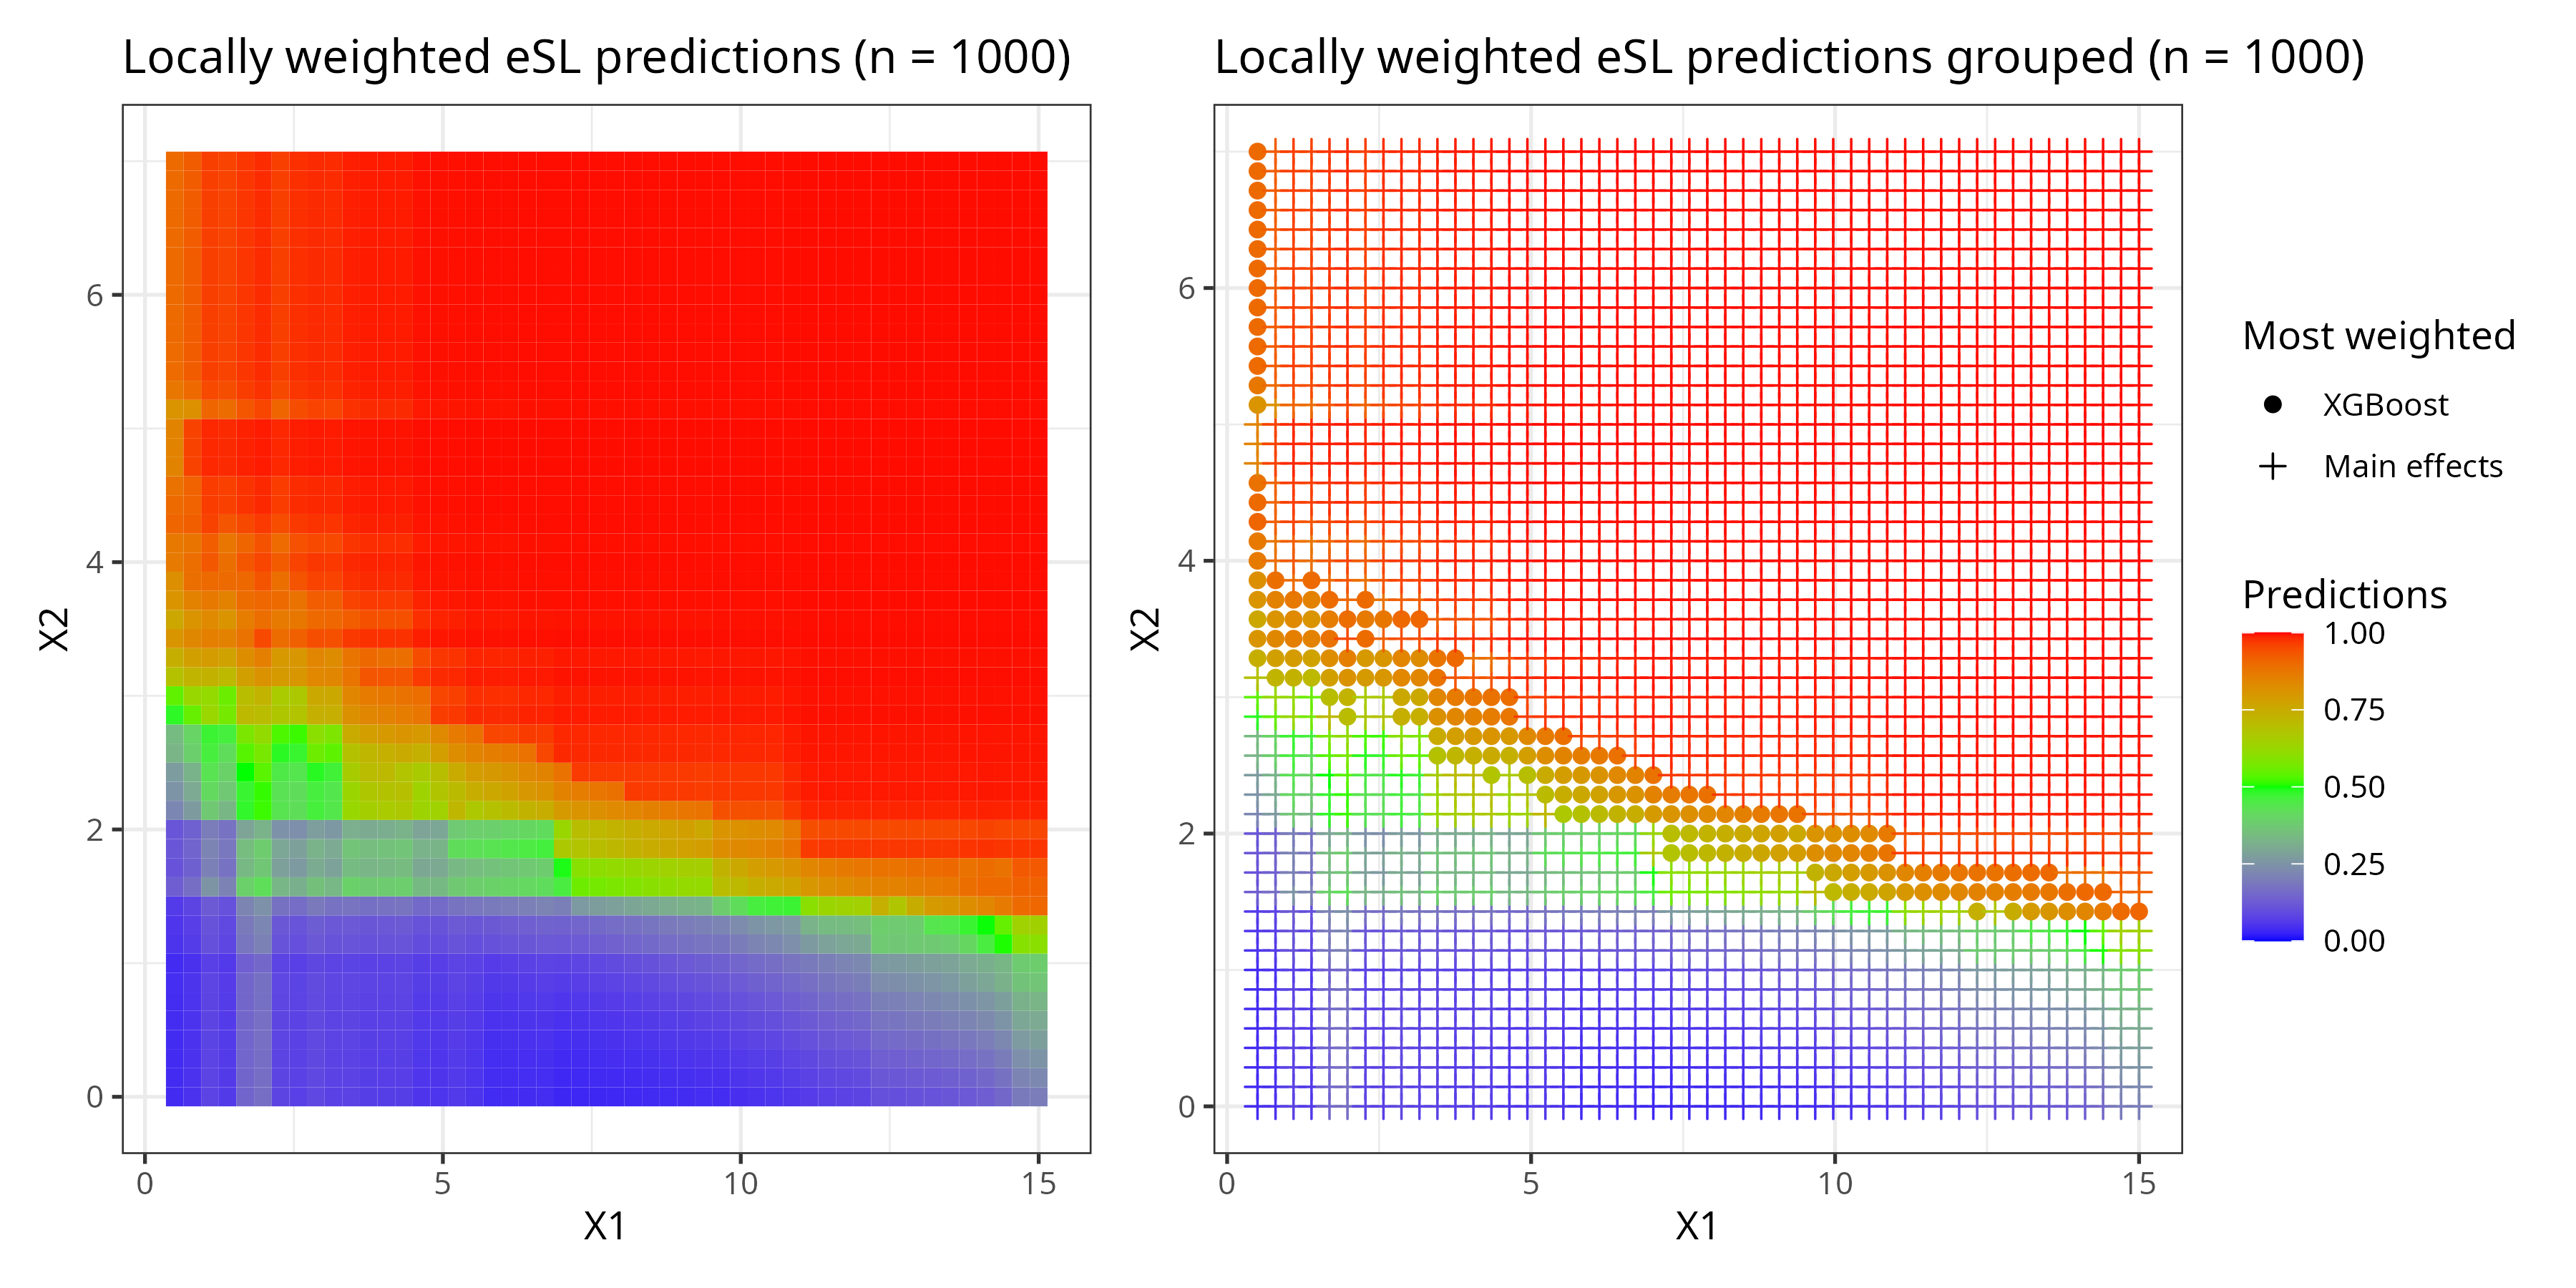 Locally weighted eSL predictions (n = 1000)
Locally weighted eSL predictions grouped (n = 1000)
6
4
2
0
X2
0
5
10
15
X1
6
4
2
0
X2
0
5
10
15
X1
Most weighted
XGBoost
Main effects
Predictions
1.00
0.75
0.50
0.25
0.00